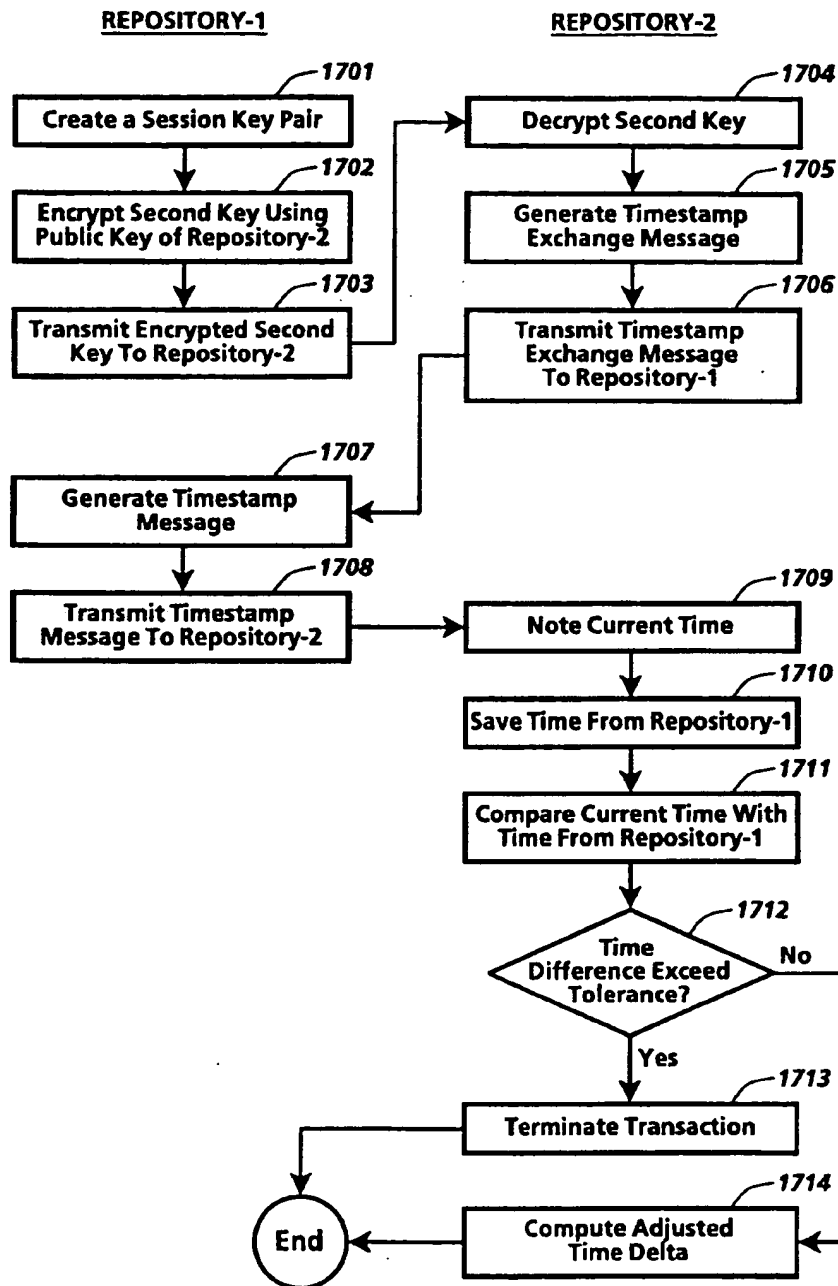 REPOSITORY-1
REPOSITORY-2
1701
Create a Session Key Pair
1702
Encrypt Second Key Using
Public Key of Repository-2
1703
Transmit Encrypted Second
Key To Repository-2
1704
Decrypt Second Key
1705
Generate Timestamp
Exchange Message
1706
Transmit Timestamp
Exchange Message
To Repository-1
1707
Generate Timestamp
Message
1708
Transmit Timestamp
Message To Repository-2
1709
Note Current Time
1710
Save Time From Repository-1
1711
Compare Current Time With
Time From Repository-1
1712
Time
Difference Exceed
Tolerance?
No
Yes
1713
Terminate Transaction
1714
Compute Adjusted
Time Delta
End